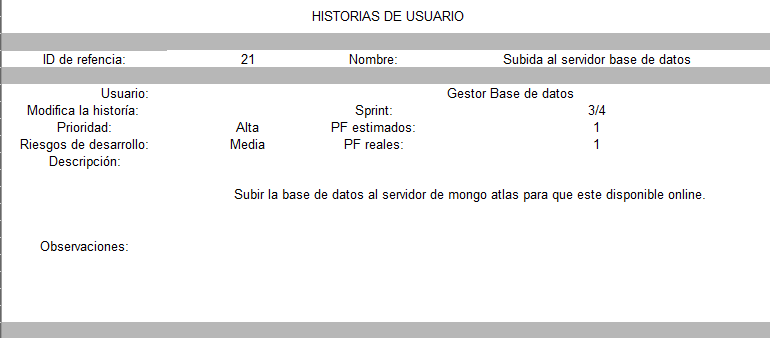 HISTORIAS DE USUARIO
ID de refencia: 21 Nombre: Subida al servidor base de datos
Usuario: Gestor Base de datos
Modifica la historía: Sprint: 3/4
Prioridad: Alta PF estimados: 1
Riesgos de desarrollo: Media PF reales: 1
Descripción:
Subir la base de datos al servidor de mongo atlas para que este disponible online.
Observaciones: